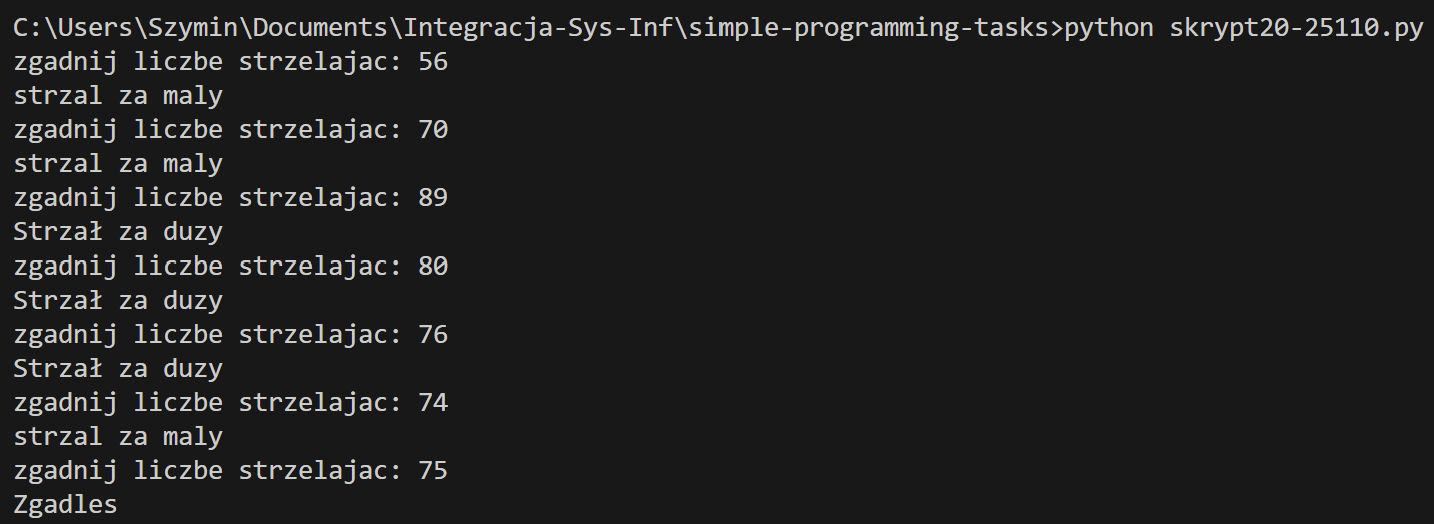 C:\Users\Szymin\Documents\Integracja-Sys-Inf\simple-programming-tasks>python skrypt20-25110.py
zgadnij liczbe strzelajac: 56
strzal za maly
zgadnij liczbe strzelajac: 70
strzal za maly
zgadnij liczbe strzelajac: 89
Strzał za duzy
zgadnij liczbe strzelajac: 80
Strzał za duzy
zgadnij liczbe strzelajac: 76
Strzał za duzy
zgadnij liczbe strzelajac: 74
strzal za maly
zgadnij liczbe strzelajac: 75
Zgadles